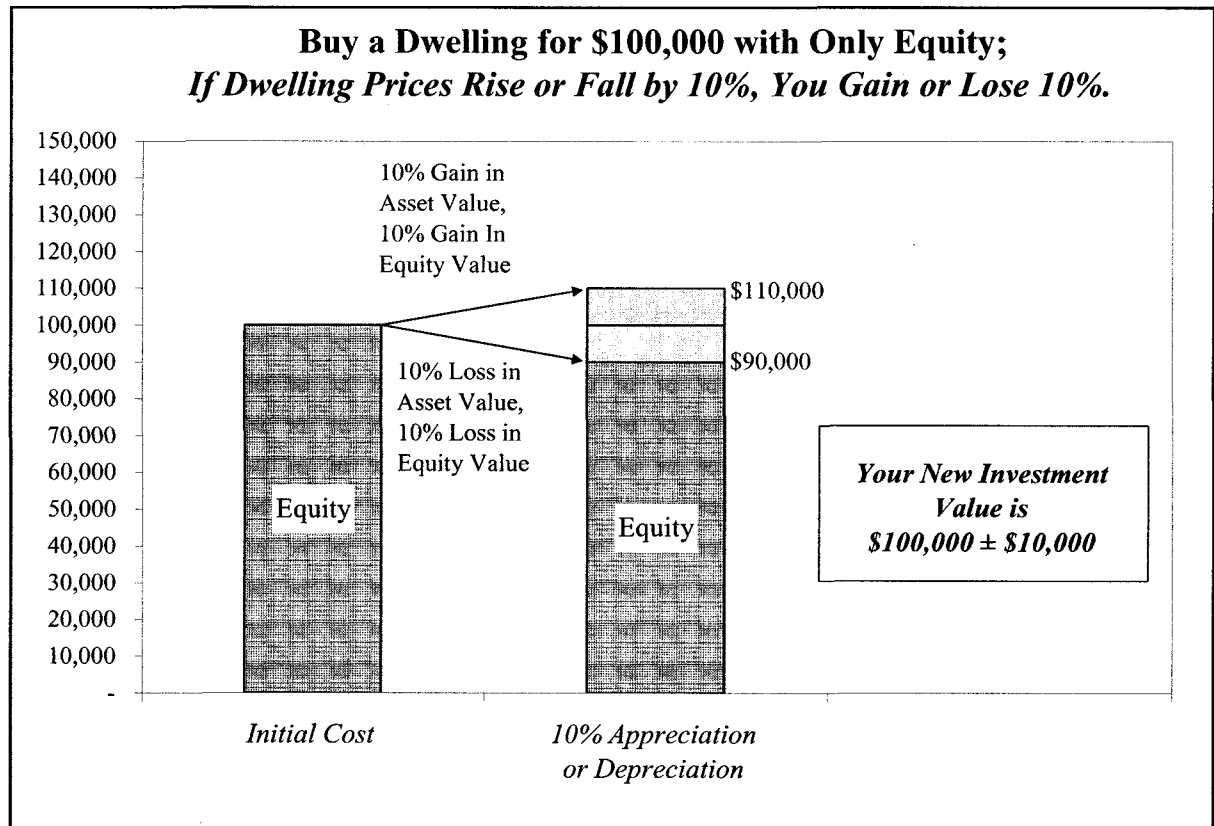 Buy a Dwelling for $100,000 with Only Equity;
If Dwelling Prices Rise or Fall by 10%, You Gain or Lose 10%.
150,000
140,000
130,000
120,000
110,000
100,000
90,000
80,000
70,000
60,000
50,000
40,000
30,000
20,000
10,000
-
10% Gain in
Asset Value,
10% Gain In
Equity Value
10% Loss in
Asset Value,
10% Loss in
Equity Value
Equity
$110,000
$90,000
Equity
Your New Investment
Value is
$100,000 ± $10,000
Initial Cost
10% Appreciation
or Depreciation